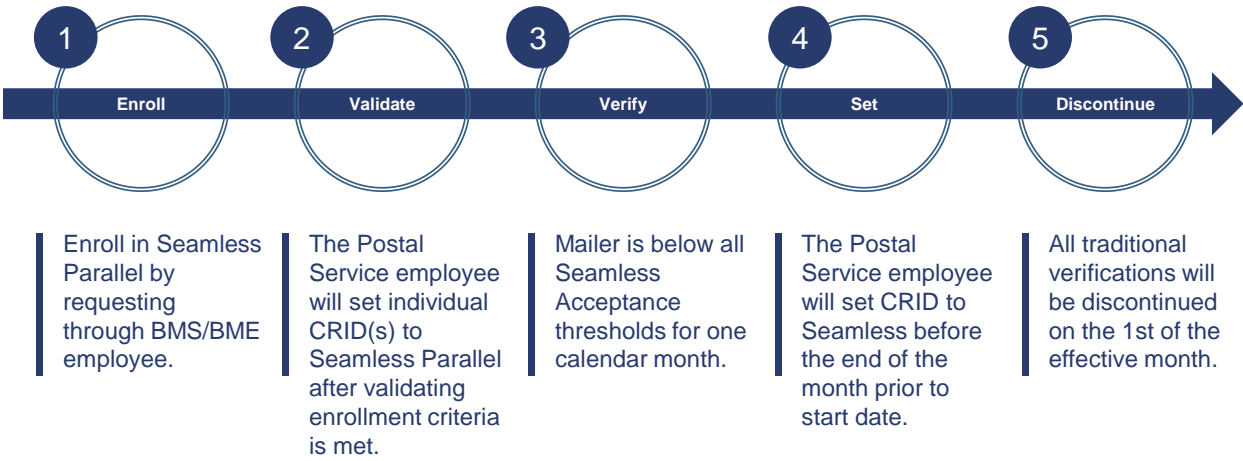 1
2
3
4
5
Enroll
Validate
Verify
Set
Discontinue
Enroll in Seamless
Parallel by
requesting
through BMS/BME
employee.
The Postal
Service employee
will set individual
CRID(s) to
Seamless Parallel
after validating
enrollment criteria
is met.
Mailer is below all
Seamless
Acceptance
thresholds for one
calendar month.
The Postal
Service employee
will set CRID to
Seamless before
the end of the
month prior to
start date.
All traditional
verifications will
be discontinued
on the 1st of the
effective month.